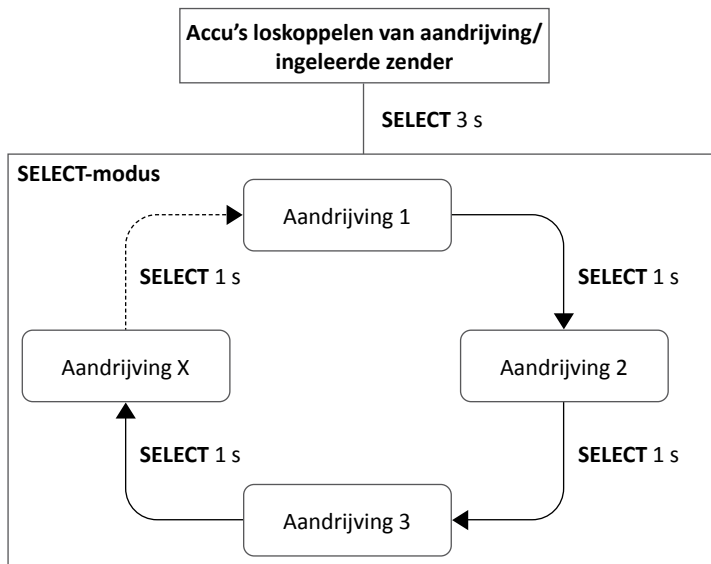 Accu's loskoppelen van aandrijving/
ingeleerde zender
SELECT 3 s
SELECT-modus
Aandrijving 1
SELECT 1 s
SELECT 1 s
Aandrijving X
Aandrijving 2
SELECT 1 s
SELECT 1 s
Aandrijving 3